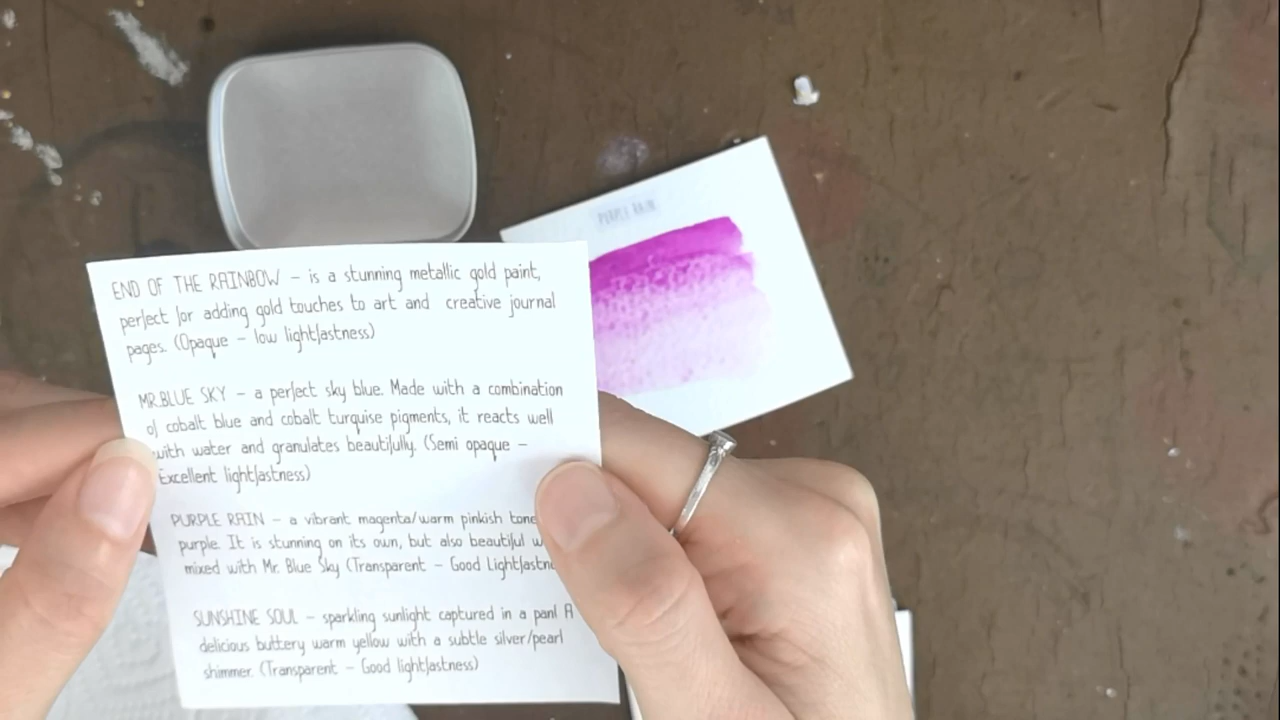 PURPLE RAIN
END OF THE RAINBOW – is a stunning metallic gold paint,
perfect for adding gold touches to art and creative journal
pages. (Opaque – low lightfastness)
MR.BLUE SKY – a perfect sky blue. Made with a combination
of cobalt blue and cobalt turquise pigments, it reacts well
with water and granulates beautifully. (Semi opaque –
Excellent lightfastness)
PURPLE RAIN – a vibrant magenta/warm pinkish tone
purple. It is stunning on its own, but also beautiful
mixed with Mr. Blue Sky (Transparent – Good
SUNSHINE SOUL – sparkling sunlight captured in a pan! A
delicious buttery warm yellow with a subtle silver/pearl
shimmer. (Transparent – Good lightfastness)